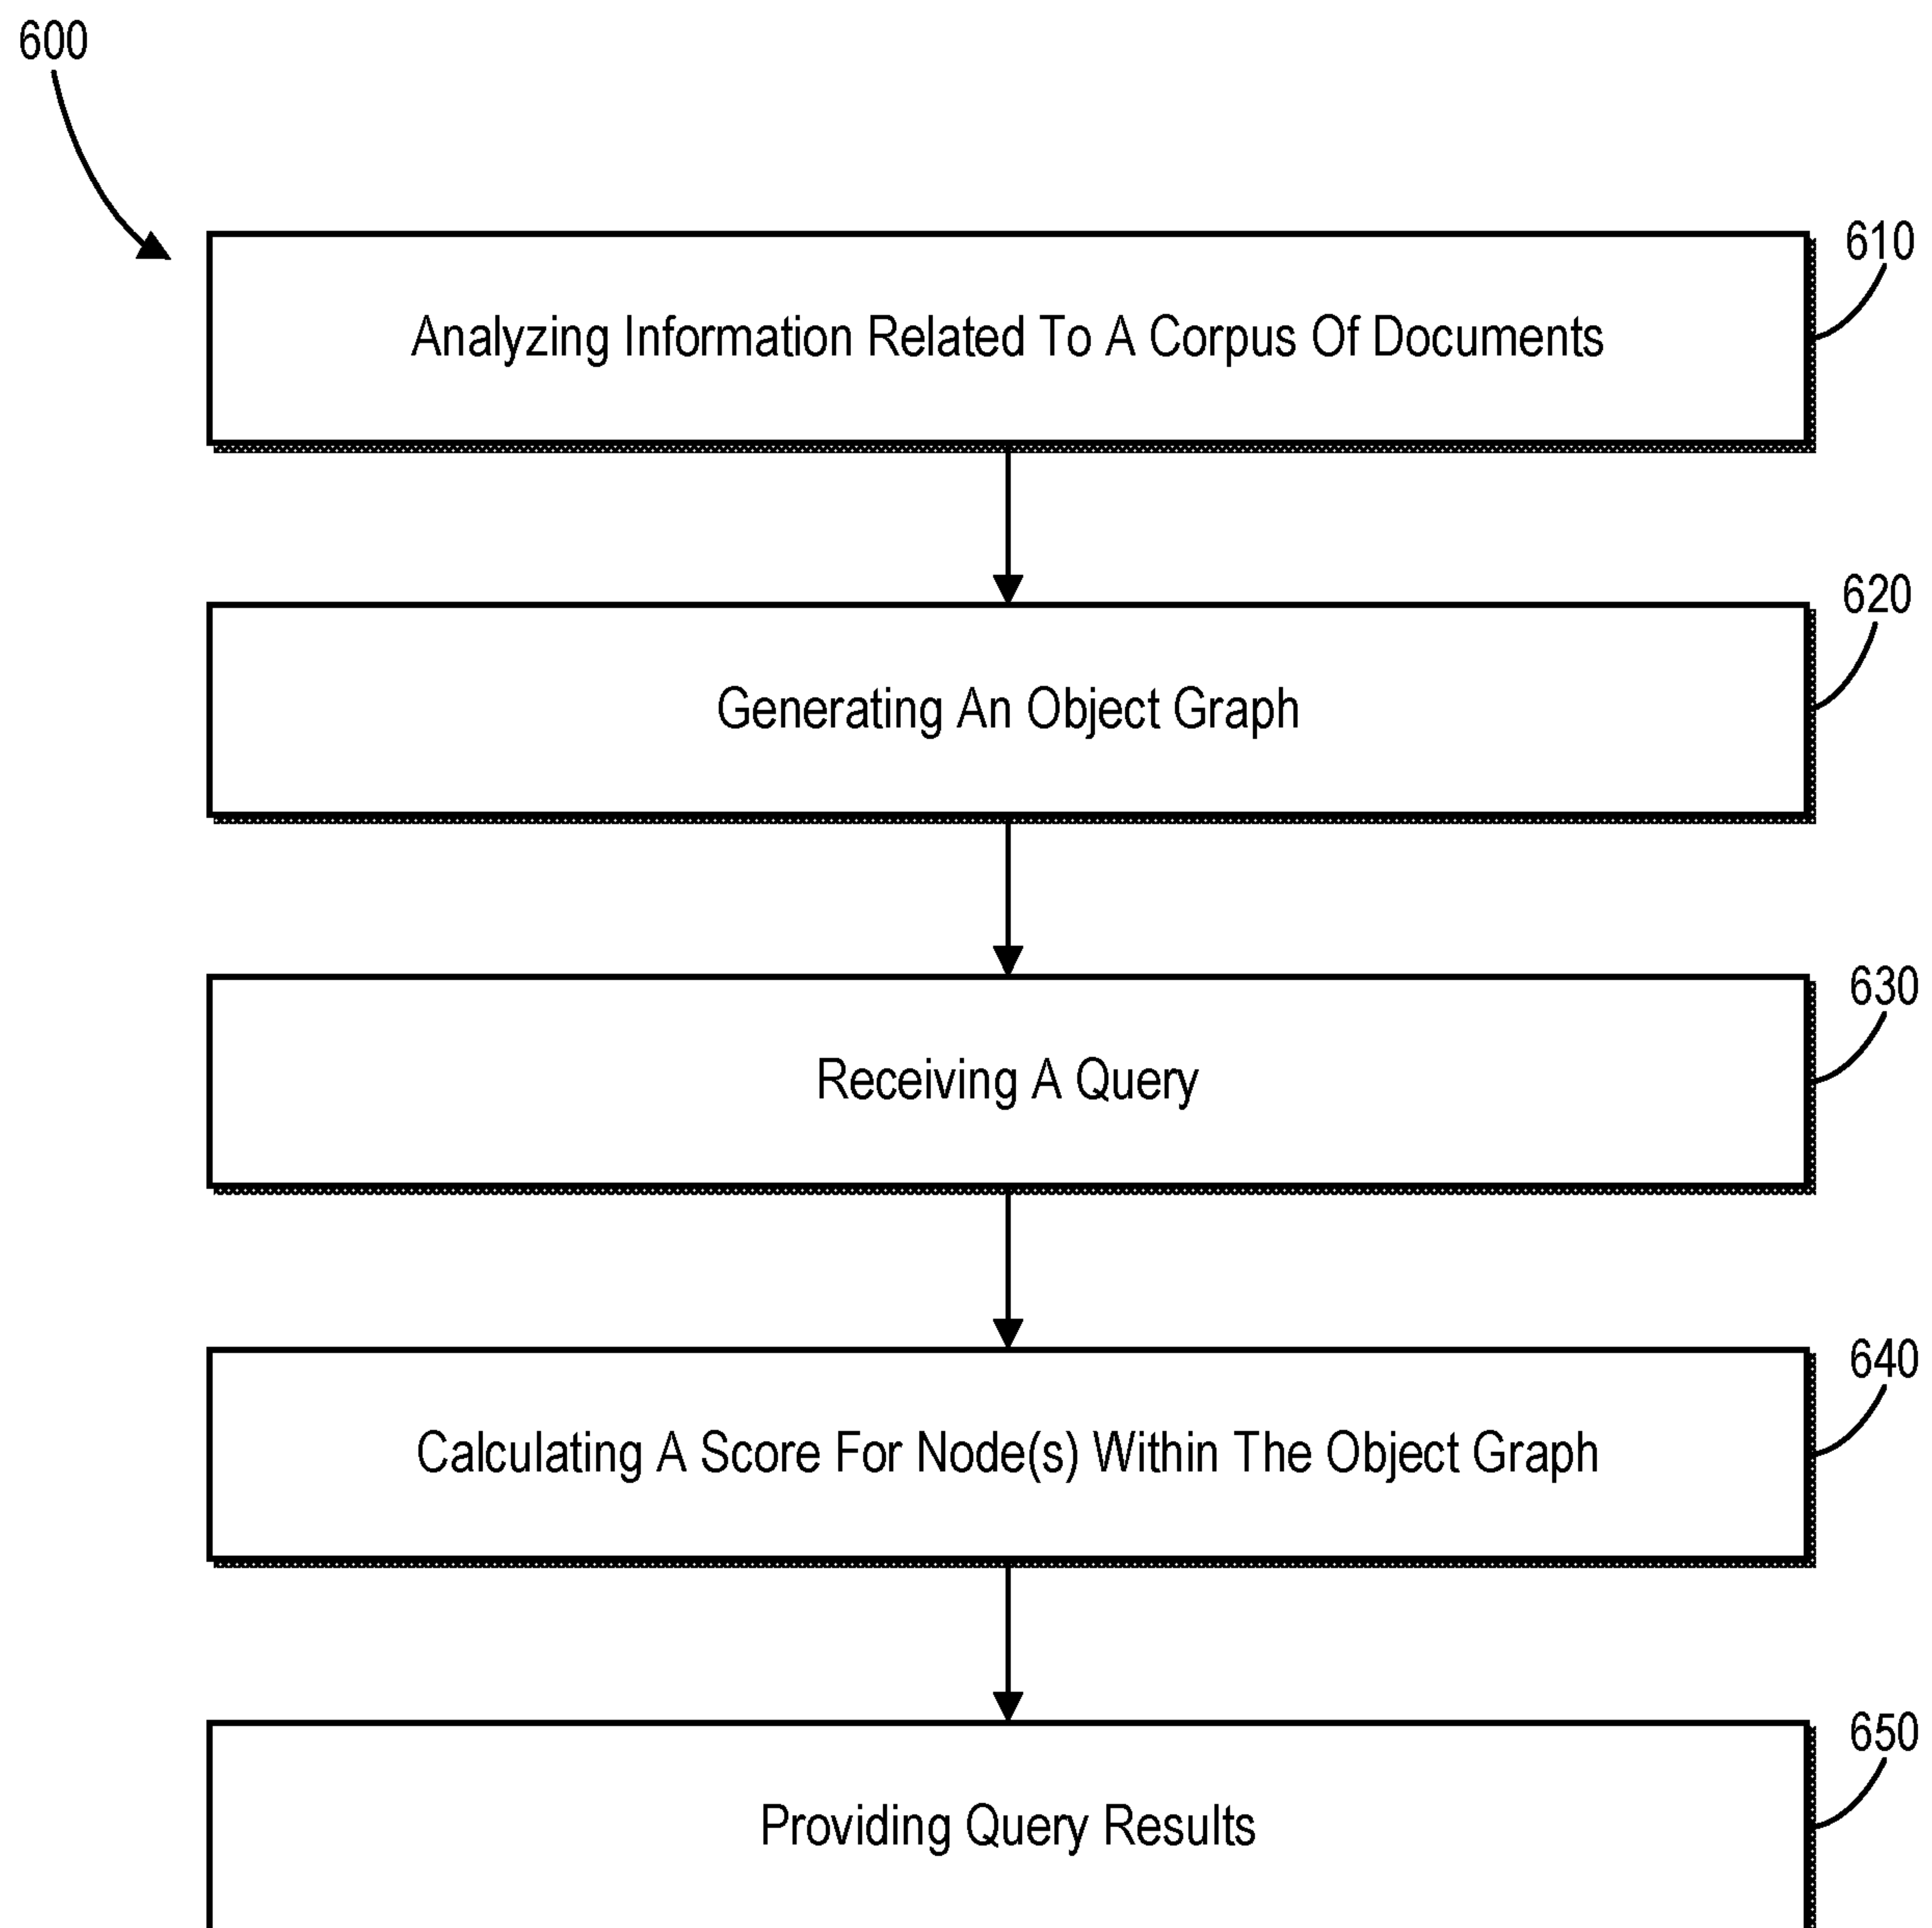 600
610
Analyzing Information Related To A Corpus Of Documents
620
Generating An Object Graph
630
Receiving A Query
640
Calculating A Score For Node(s) Within The Object Graph
650
Providing Query Results